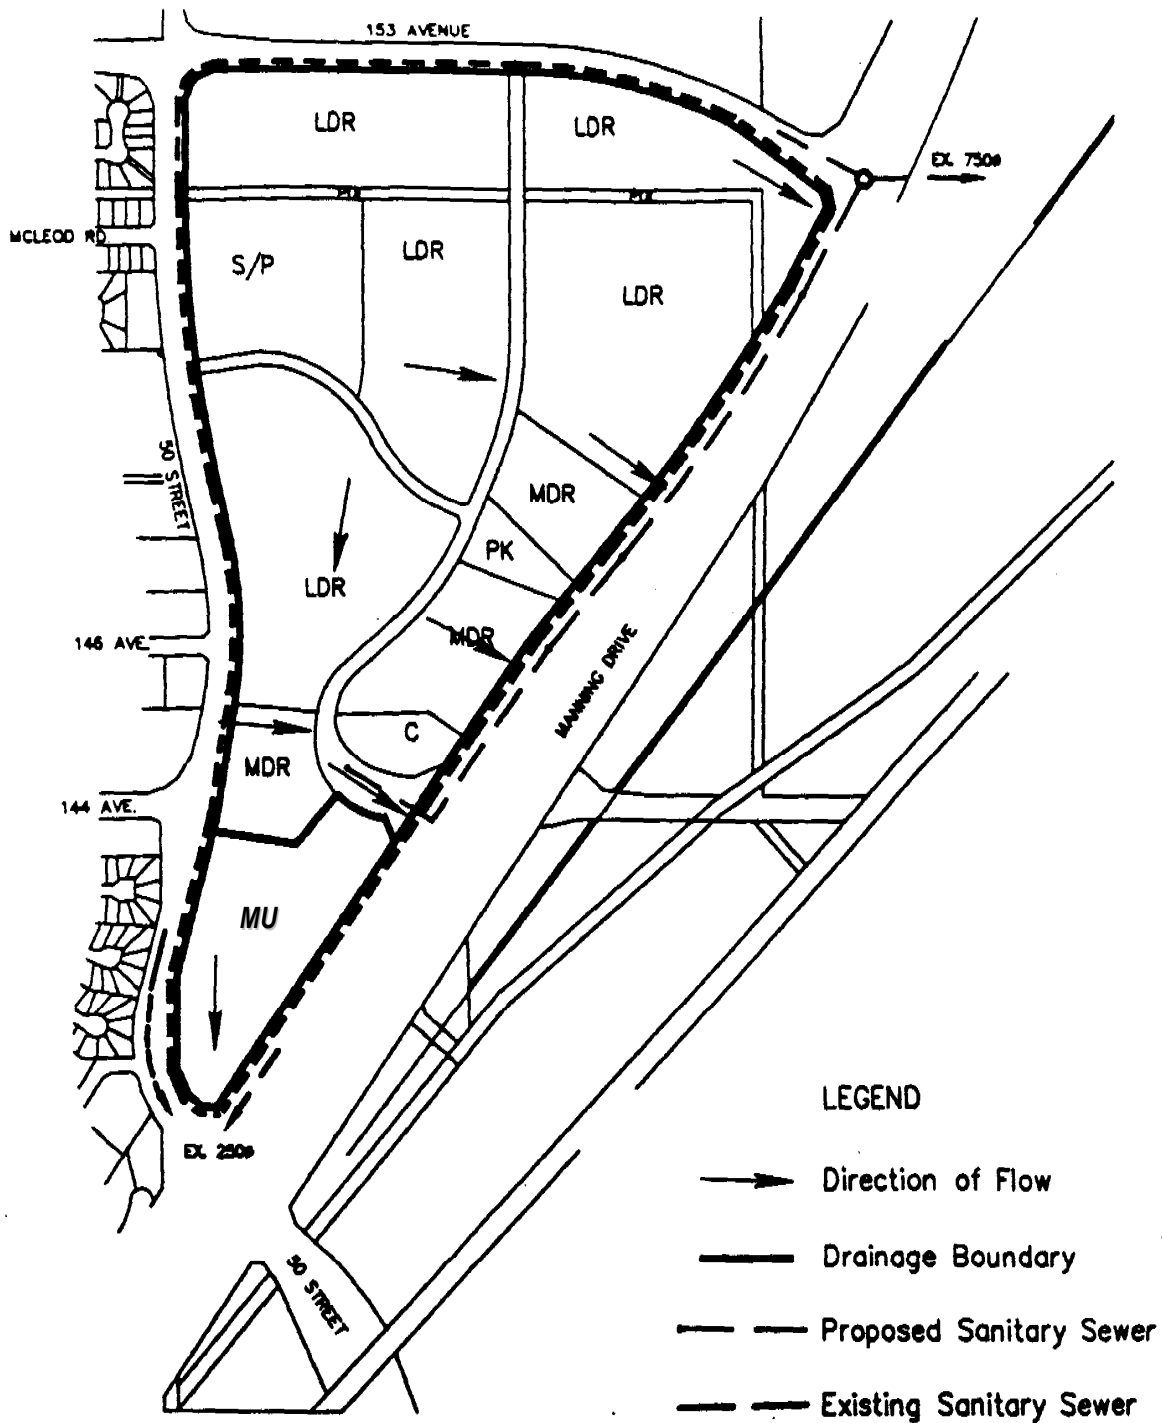 153 AVENUE
LDR
LDR
EX. 750ø
MCLEOD RD
S/P
LDR
LDR
50 STREET
MDR
PK
LDR
MDR
146 AVE.
MANNING DRIVE
C
MDR
144 AVE.
MU
EX. 250ø
50 STREET
LEGEND
Direction of Flow
Drainage Boundary
Proposed Sanitary Sewer
Existing Sanitary Sewer